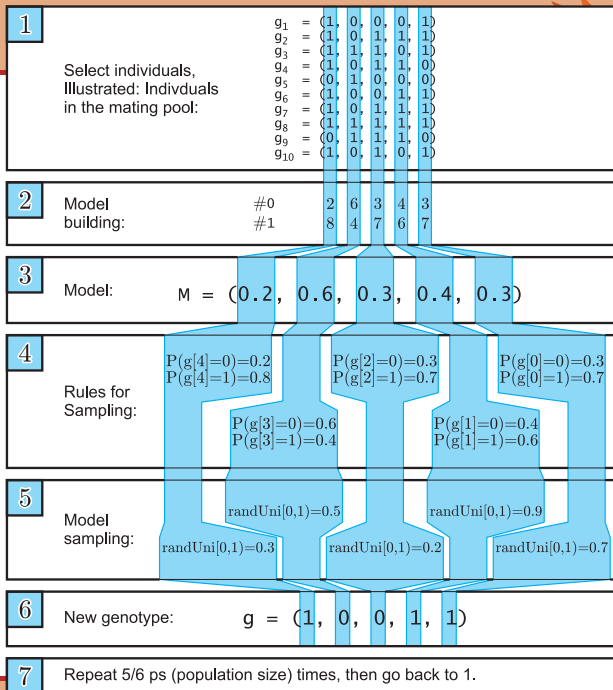 1
Select individuals,
Illustrated: Indivduals
in the mating pool:
g1 = (1, 0, 0, 0, 1)
g2 = (1, 0, 1, 1, 1)
g3 = (1, 1, 1, 0, 1)
g4 = (1, 0, 1, 1, 0)
g5 = (0, 1, 0, 0, 0)
g6 = (1, 0, 0, 1, 1)
g7 = (1, 0, 1, 1, 1)
g8 = (1, 1, 1, 1, 1)
g9 = (0, 1, 1, 1, 0)
g10 = (1, 0, 1, 0, 1)
2
Model
building:
#0 2 6 3 4 3
#1 8 4 7 6 7
3
Model:
M = (0.2, 0.6, 0.3, 0.4, 0.3)
4
Rules for
Sampling:
P(g[4]=0)=0.2 P(g[2]=0)=0.3 P(g[0]=0)=0.3
P(g[4]=1)=0.8 P(g[2]=1)=0.7 P(g[0]=1)=0.7
P(g[3]=0)=0.6 P(g[1]=0)=0.4
P(g[3]=1)=0.4 P(g[1]=1)=0.6
5
Model
sampling:
randUni[0,1)=0.5 randUni[0,1)=0.9
randUni[0,1)=0.3 randUni[0,1)=0.2 randUni[0,1)=0.7
6
New genotype:
g = (1, 0, 0, 1, 1)
7
Repeat 5/6 ps (population size) times, then go back to 1.